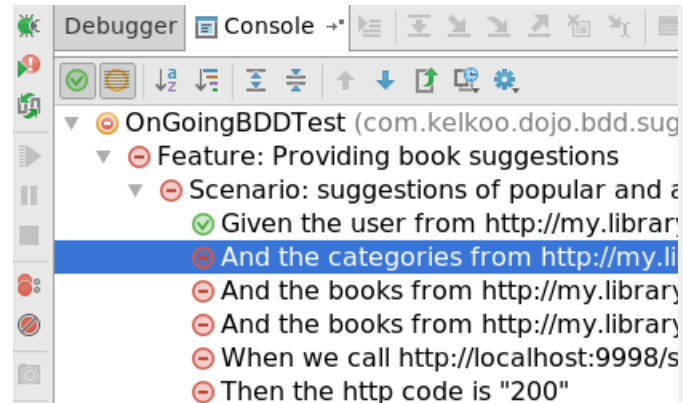 Debugger Console
OnGoingBDDTest (com.kelkoo.dojo.bdd.sug
Feature: Providing book suggestions
Scenario: suggestions of popular and a
Given the user from http://my.library
And the categories from http://my.li
And the books from http://my.library
And the books from http://my.library
When we call http://localhost:9998/s
Then the http code is "200"